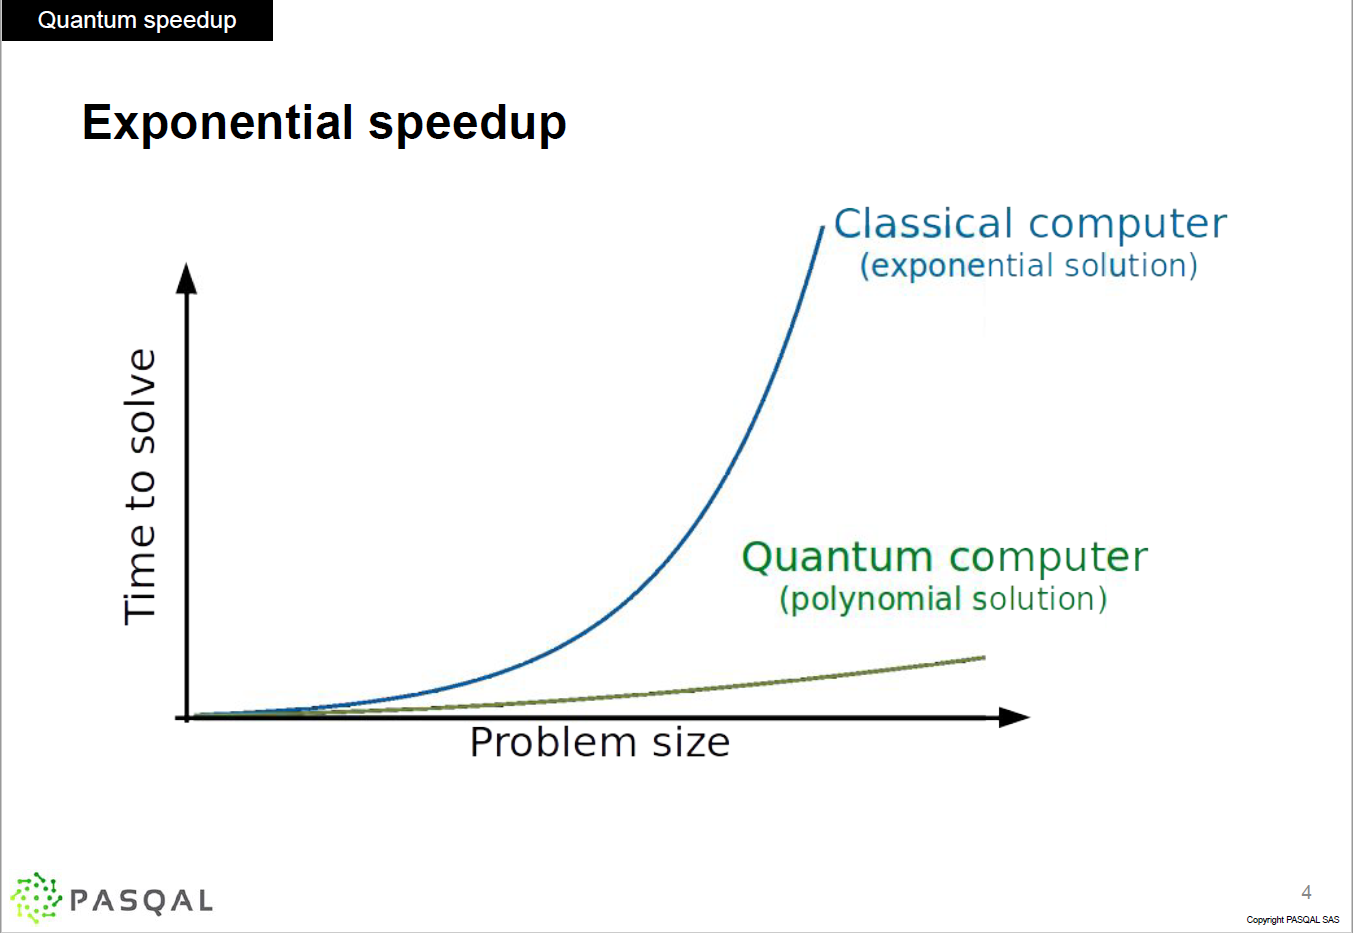 Quantum speedup
Exponential speedup
Classical computer
(exponential solution)
Time to solve
Quantum computer
(polynomial solution)
Problem size
PASQAL
4
Copyright PASQAL SAS